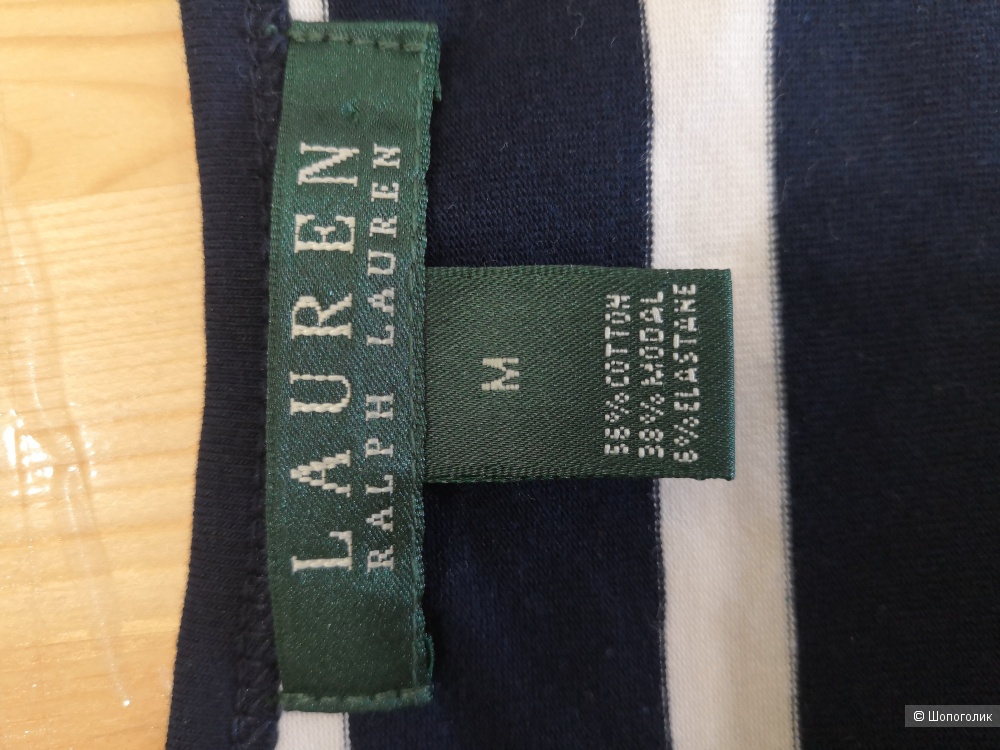 LAUREN
RALPH LAUREN
M
56% COTTON
38% MODAL
6% ELASTANE
© Шопоголик